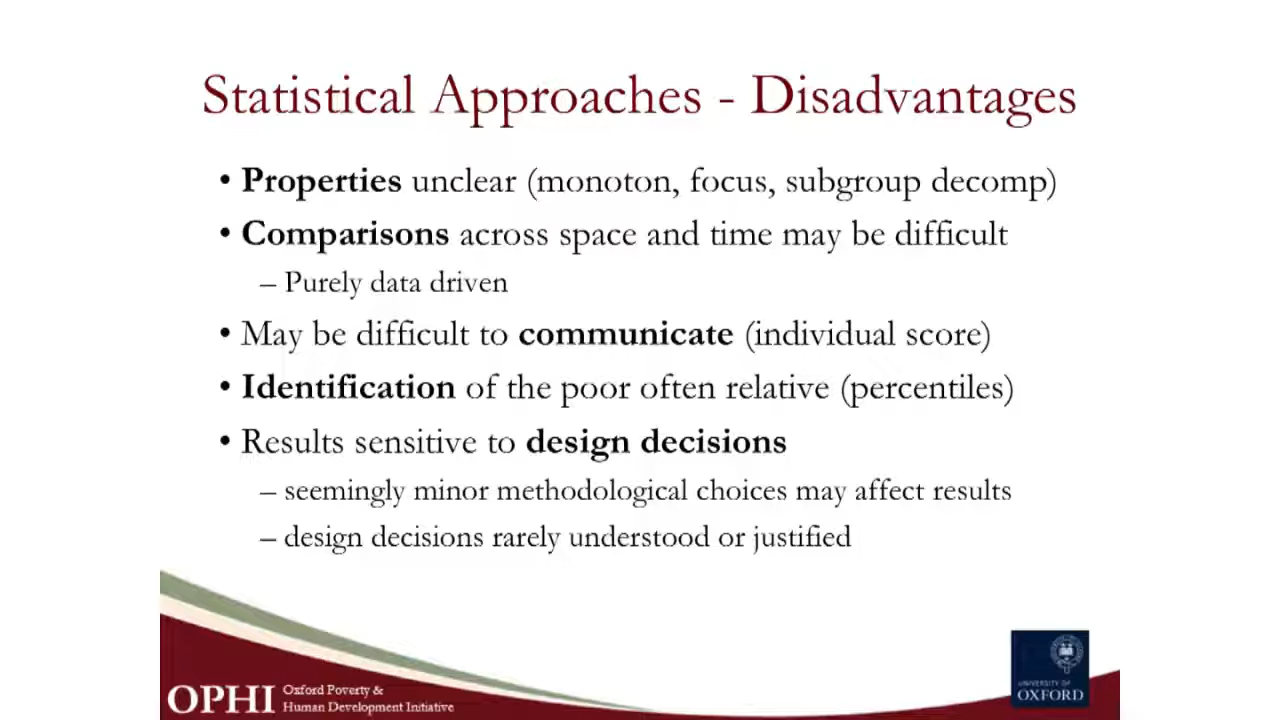 Statistical Approaches - Disadvantages
• Properties unclear (monoton, focus, subgroup decomp)
• Comparisons across space and time may be difficult
– Purely data driven
• May be difficult to communicate (individual score)
• Identification of the poor often relative (percentiles)
• Results sensitive to design decisions
– seemingly minor methodological choices may affect results
– design decisions rarely understood or justified
OPHI
Oxford Poverty &
Human Development Initiative
UNIVERSITY OF
OXFORD